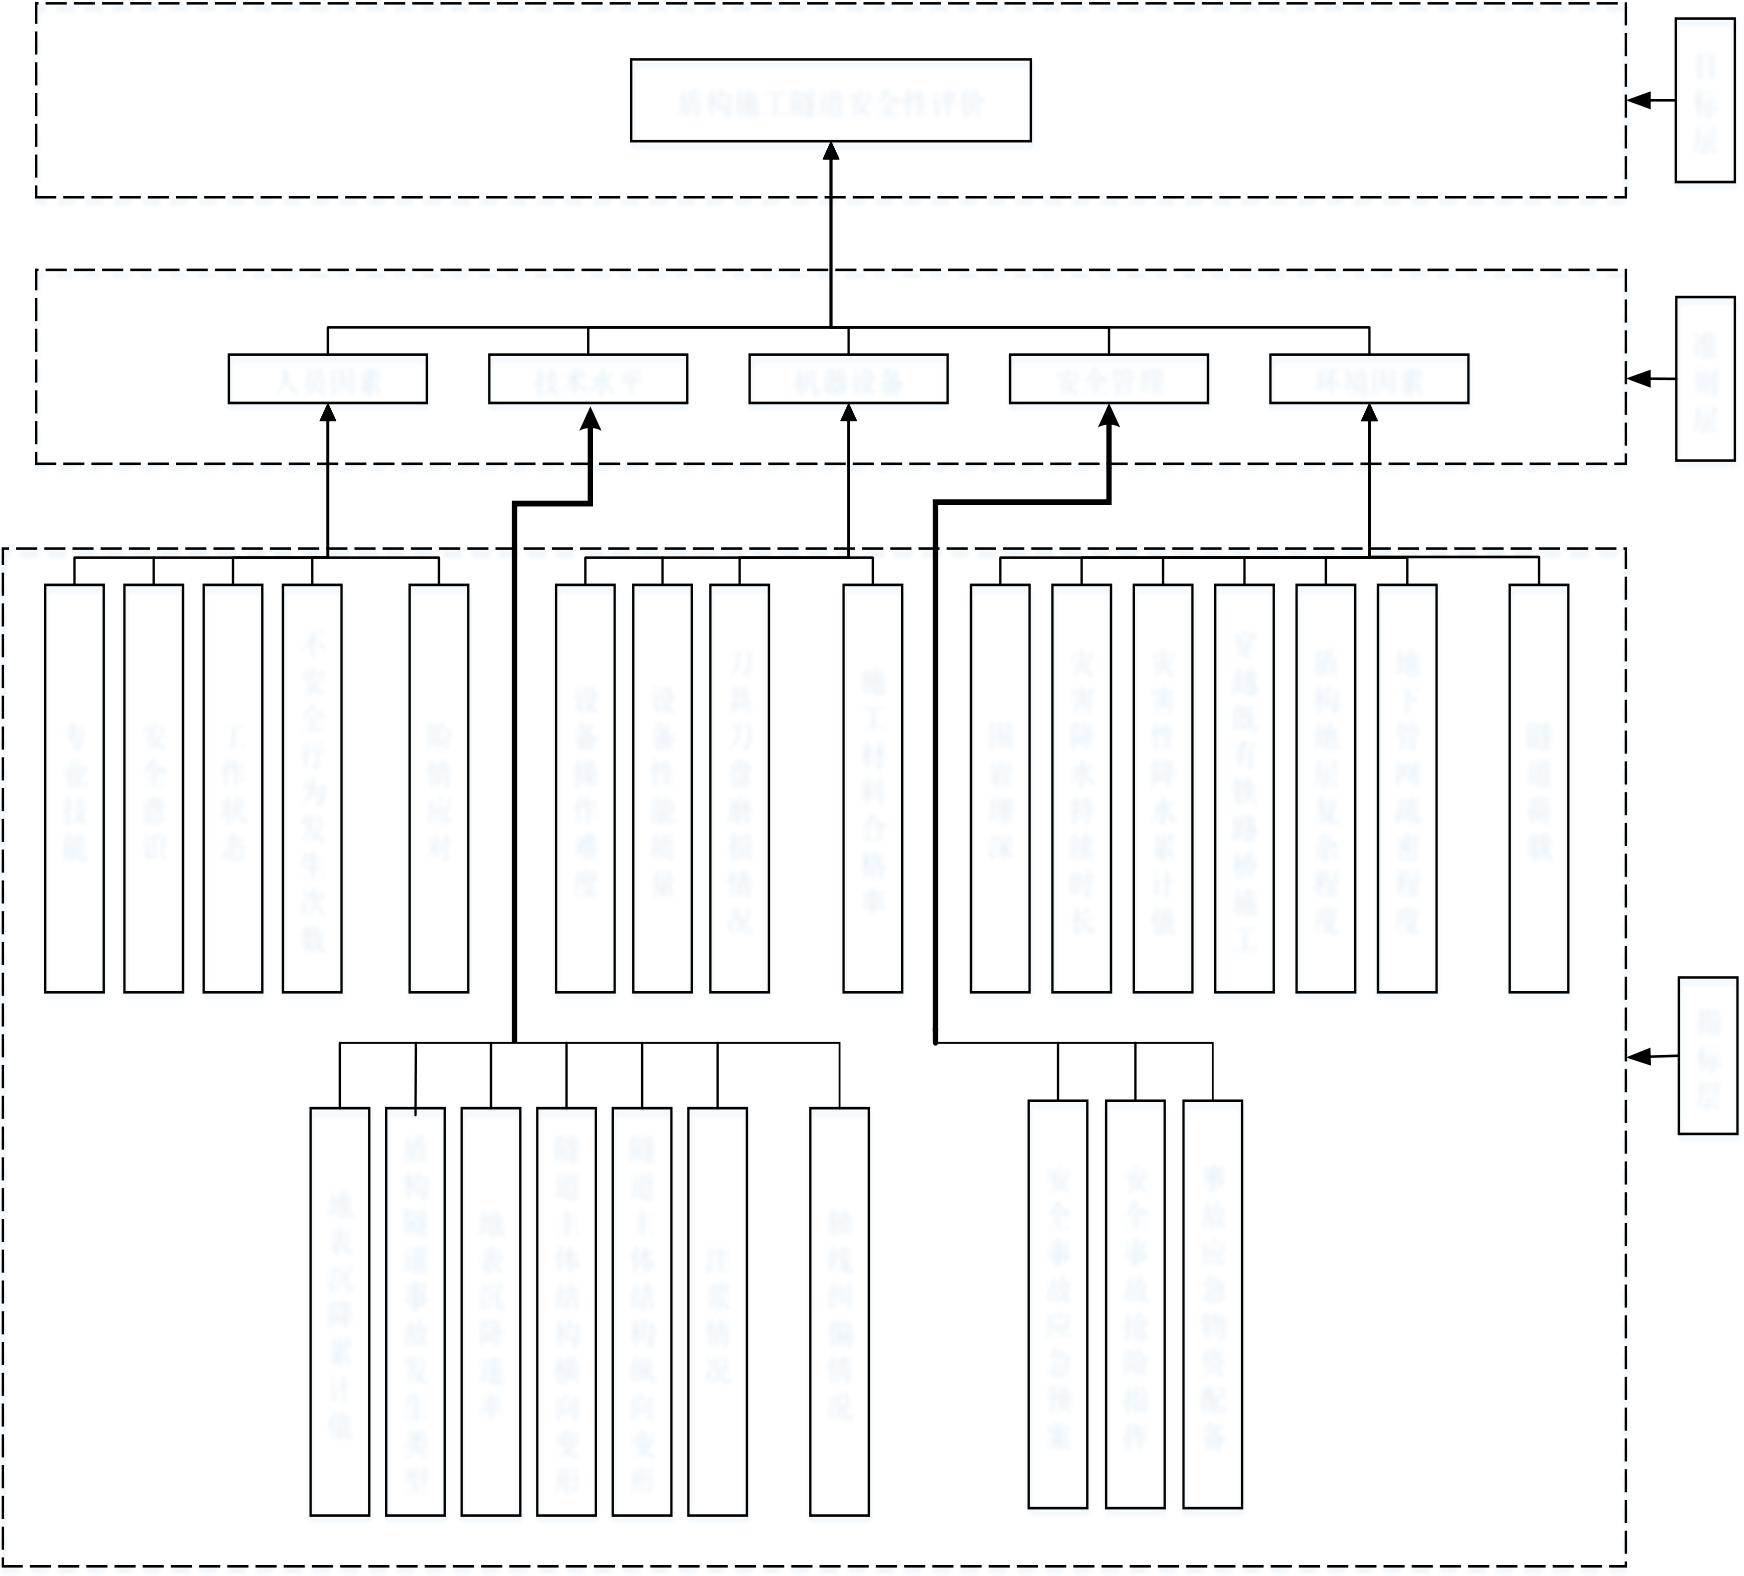 盾构施工隧道安全性评价
目标层
人员因素
技术水平
机器设备
安全管理
环境因素
准则层
专业技能
安全意识
工作状态
不安全行为发生次数
险情应对
设备操作难度
设备性能质量
刀具刀盘磨损情况
施工材料合格率
围岩埋深
灾害降水持续时长
灾害性降水累计值
穿越既有铁路桥施工
盾构地层复杂程度
地下管网疏密程度
隧道荷载
指标层
地表沉降累计值
盾构隧道事故发生类型
地表沉降速率
隧道主体结构横向变形
隧道主体结构纵向变形
注浆情况
轴线纠偏情况
安全事故应急预案
安全事故抢险指作
事故应急物资配备